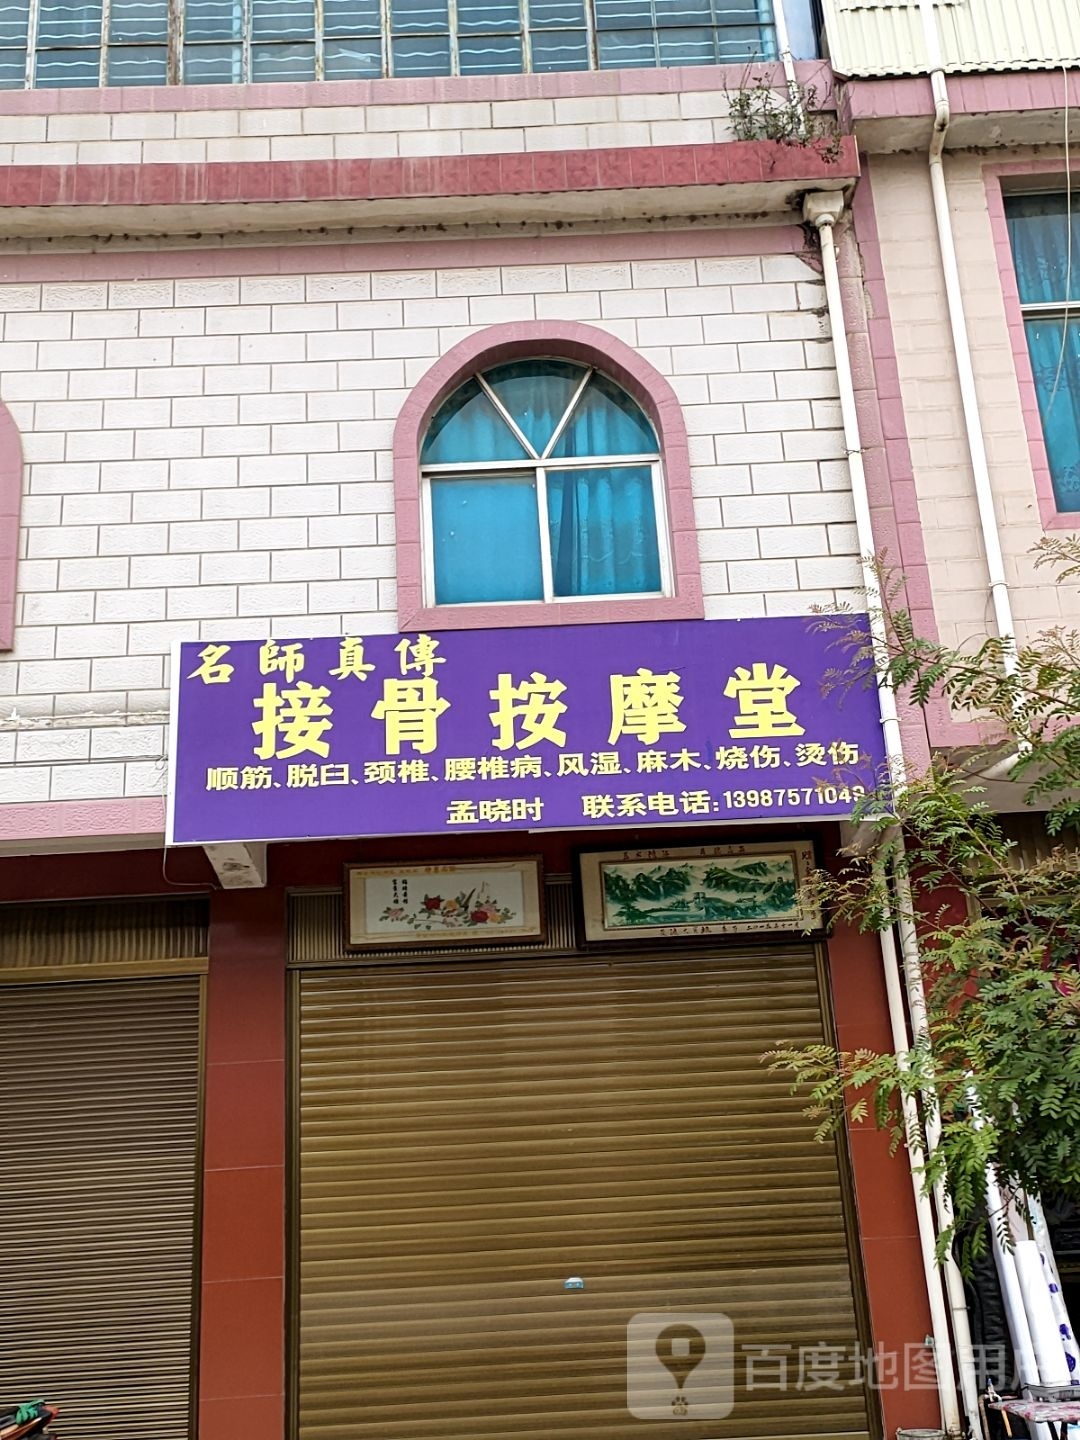 名師真傳
接骨按摩堂
顺筋、脱臼、颈椎、腰椎病、风湿、麻木、烧伤、烫伤
孟晓时 联系电话:13987571049
百度地图用户